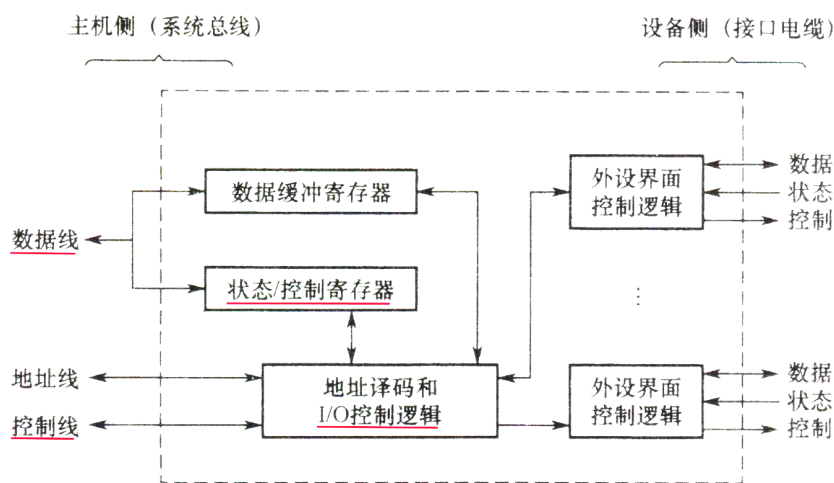 主机侧（系统总线）
设备侧（接口电缆）
数据缓冲寄存器
外设界面
控制逻辑
数据
状态
控制
数据线
状态/控制寄存器
地址线
控制线
地址译码和
I/O控制逻辑
外设界面
控制逻辑
数据
状态
控制